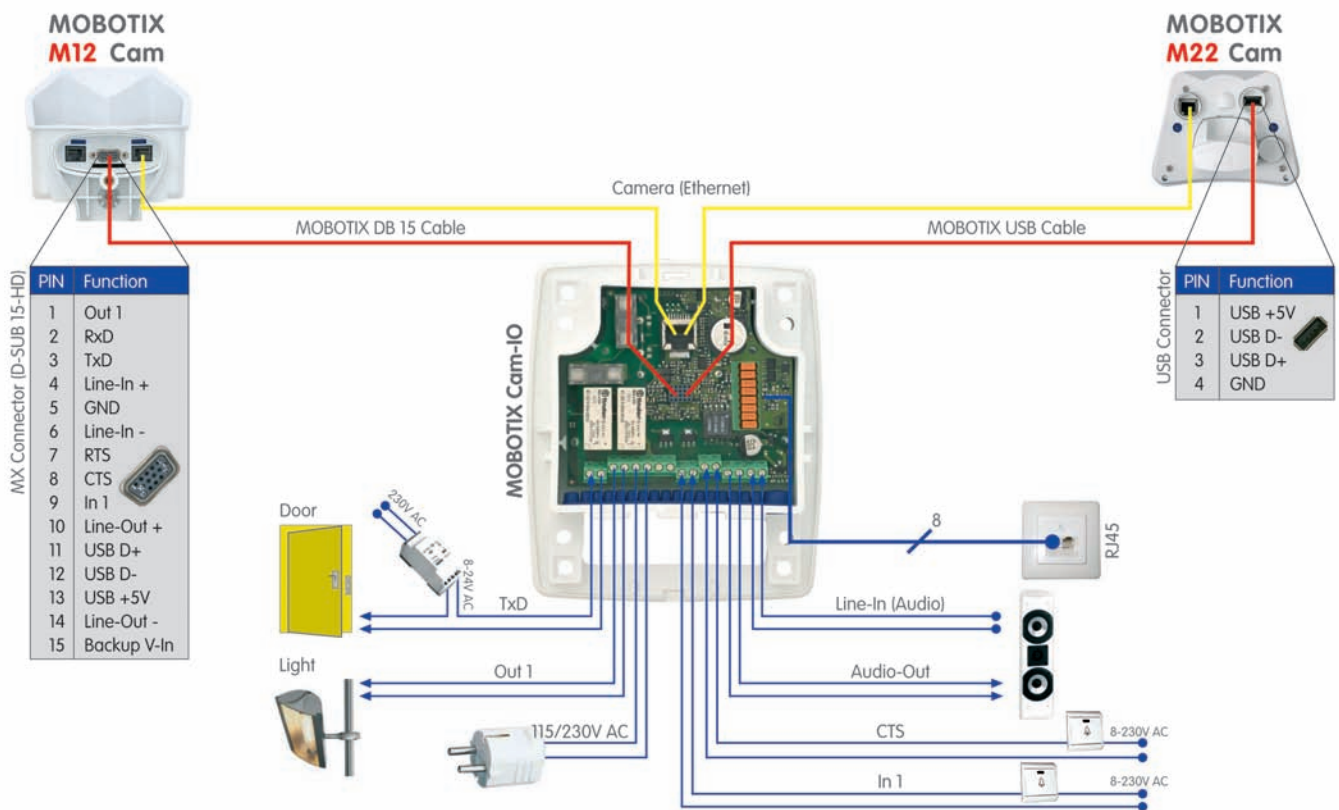 MOBOTIX
M12 Cam
MOBOTIX
M22 Cam
Camera (Ethernet)
MOBOTIX DB 15 Cable
MOBOTIX USB Cable
MX Connector (D-SUB 15-HD)
PIN Function
1 Out 1
2 RxD
3 TxD
4 Line-In +
5 GND
6 Line-In -
7 RTS
8 CTS
9 In 1
10 Line-Out +
11 USB D+
12 USB D-
13 USB +5V
14 Line-Out -
15 Backup V-In
USB Connector
PIN Function
1 USB +5V
2 USB D-
3 USB D+
4 GND
MOBOTIX Cam-IO
Door
230V AC
8-24V AC
TxD
8
RJ45
Line-In (Audio)
Light
Out 1
Audio-Out
115/230V AC
CTS
8-230V AC
In 1
8-230V AC